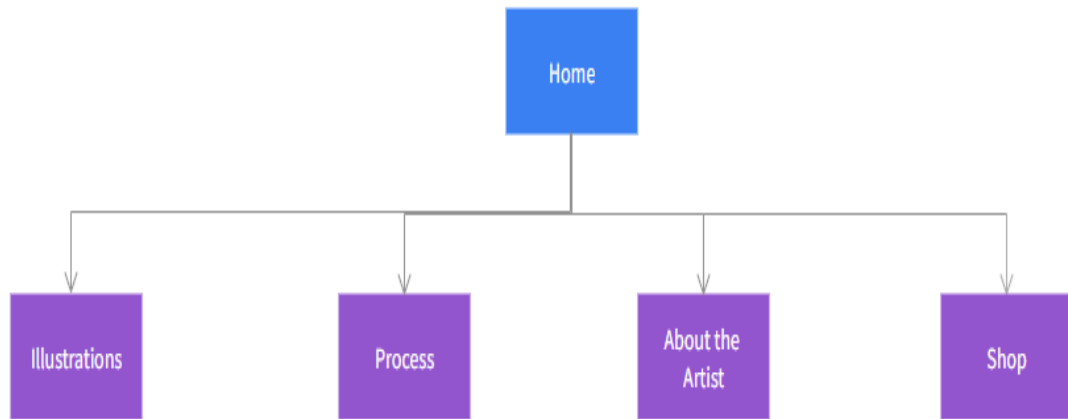 Home
Illustrations
Process
About the
Artist
Shop